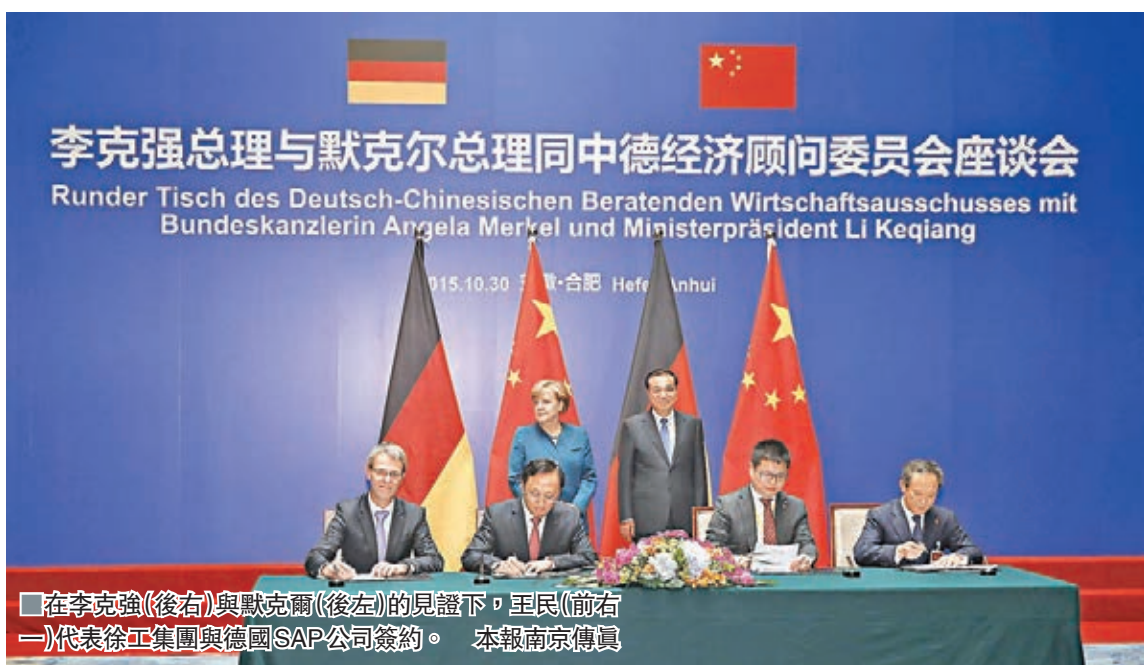 李克强总理与默克尔总理同中德经济顾问委员会座谈会
Runder Tisch des Deutsch-Chinesischen Beratenden Wirtschaftsausschusses mit
Bundeskanzlerin Angela Merkel und Ministerpräsident Li Keqiang
015.10.30 合肥 Hefe Anhui
■在李克強(後右)與默克爾(後左)的見證下，王民(前右
一)代表徐工集團與德國SAP公司簽約。 本報南京傳真